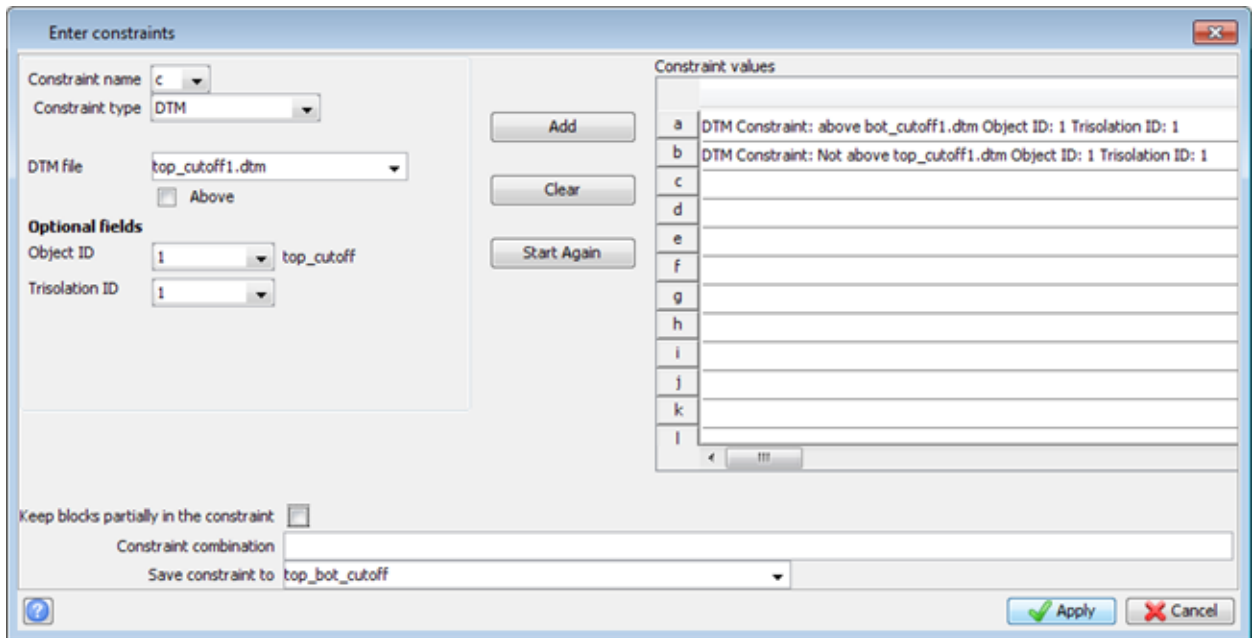 Enter constraints
Constraint name c
Constraint type DTM
DTM file top_cutoff1.dtm
Above
Optional fields
Object ID 1 top_cutoff
Trisolation ID 1
Add
Clear
Start Again
Constraint values
a DTM Constraint: above bot_cutoff1.dtm Object ID: 1 Trisolation ID: 1
b DTM Constraint: Not above top_cutoff1.dtm Object ID: 1 Trisolation ID: 1
c
d
e
f
g
h
i
j
k
l
Keep blocks partially in the constraint
Constraint combination
Save constraint to top_bot_cutoff
? Apply Cancel